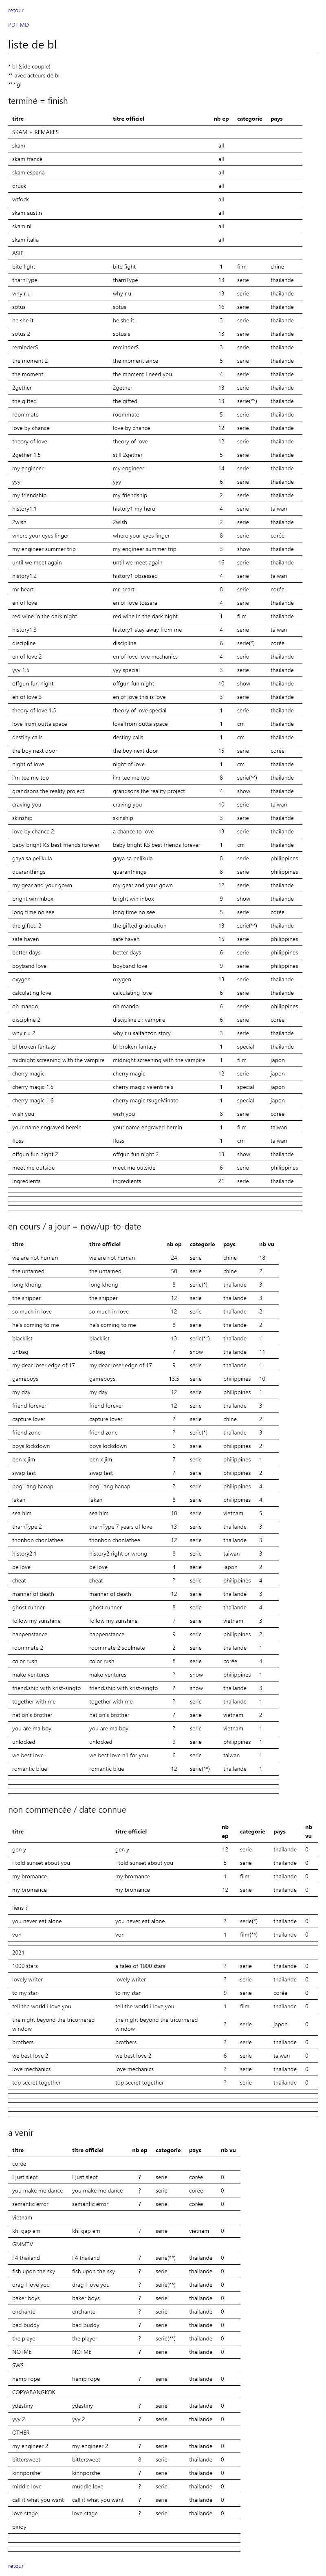 retour
PDF MD
liste de bl
* bl (side couple)
** avec acteurs de bl
*** gl
terminé = finish
titre titre officiel nb ep categorie pays
SKAM + REMAKES
skam all
skam france all
skam espana all
druck all
wtfock all
skam austin all
skam nl all
skam italia all
ASIE
bite fight bite fight 1 film chine
tharnType tharnType 13 serie thailande
why r u why r u 13 serie thailande
sotus sotus 16 serie thailande
he she it he she it 3 serie thailande
sotus 2 sotus s 13 serie thailande
reminderS reminderS 3 serie thailande
the moment 2 the moment since 5 serie thailande
the moment the moment I need you 4 serie thailande
2gether 2gether 13 serie thailande
the gifted the gifted 13 serie(**) thailande
roommate roommate 5 serie thailande
love by chance love by chance 12 serie thailande
theory of love theory of love 12 serie thailande
2gether 1.5 still 2gether 5 serie thailande
my engineer my engineer 14 serie thailande
yyy yyy 6 serie thailande
my friendship my friendship 2 serie thailande
history1.1 history1 my hero 4 serie taiwan
2wish 2wish 2 serie thailande
where your eyes linger where your eyes linger 8 serie corée
my engineer summer trip my engineer summer trip 3 show thailande
until we meet again until we meet again 16 serie thailande
history1.2 history1 obsessed 4 serie taiwan
mr heart mr heart 8 serie corée
en of love en of love tossara 4 serie thailande
red wine in the dark night red wine in the dark night 1 film thailande
history1.3 history1 stay away from me 4 serie taiwan
discipline discipline 6 serie(*) corée
en of love 2 en of love love mechanics 4 serie thailande
yyy 1.5 yyy special 3 serie thailande
offgun fun night offgun fun night 10 show thailande
en of love 3 en of love this is love 3 serie thailande
theory of love 1.5 theory of love special 1 serie thailande
love from outta space love from outta space 1 cm thailande
destiny calls destiny calls 1 cm thailande
the boy next door the boy next door 15 serie corée
night of love night of love 1 cm thailande
i'm tee me too i'm tee me too 8 serie(**) thailande
grandsons the reality project grandsons the reality project 4 show thailande
craving you craving you 10 serie taiwan
skinship skinship 3 serie thailande
love by chance 2 a chance to love 13 serie thailande
baby bright KS best friends forever baby bright KS best friends forever 1 cm thailande
gaya sa pelikula gaya sa pelikula 8 serie philippines
quaranthings quaranthings 8 serie philippines
my gear and your gown my gear and your gown 12 serie thailande
bright win inbox bright win inbox 9 show thailande
long time no see long time no see 5 serie corée
the gifted 2 the gifted graduation 13 serie(**) thailande
safe haven safe haven 15 serie philippines
better days better days 6 serie philippines
boyband love boyband love 9 serie philippines
oxygen oxygen 13 serie thailande
calculating love calculating love 6 serie thailande
oh mando oh mando 6 serie philippines
discipline 2 discipline z : vampire 6 serie corée
why r u 2 why r u saifahzon story 3 serie thailande
bl broken fantasy bl broken fantasy 1 special thailande
midnight screening with the vampire midnight screening with the vampire 1 film japon
cherry magic cherry magic 12 serie japon
cherry magic 1.5 cherry magic valentine's 1 special japon
cherry magic 1.6 cherry magic tsugeMinato 1 special japon
wish you wish you 8 serie corée
your name engraved herein your name engraved herein 1 film taiwan
floss floss 1 cm taiwan
offgun fun night 2 offgun fun night 2 13 show thailande
meet me outside meet me outside 6 serie philippines
ingredients ingredients 21 serie thailande
en cours / a jour = now/up-to-date
titre titre officiel nb ep categorie pays nb vu
we are not human we are not human 24 serie chine 18
the untamed the untamed 50 serie chine 2
long khong long khong 8 serie(*) thailande 3
the shipper the shipper 12 serie thailande 3
so much in love so much in love 12 serie thailande 2
he's coming to me he's coming to me 8 serie thailande 2
blacklist blacklist 13 serie(**) thailande 1
unbag unbag ? show thailande 11
my dear loser edge of 17 my dear loser edge of 17 9 serie thailande 1
gameboys gameboys 13,5 serie philippines 10
my day my day 12 serie philippines 1
friend forever friend forever 12 serie thailande 3
capture lover capture lover ? serie chine 2
friend zone friend zone ? serie(*) thailande 3
boys lockdown boys lockdown 6 serie philippines 2
ben x jim ben x jim 7 serie philippines 1
swap test swap test ? serie philippines 2
pogi lang hanap pogi lang hanap ? serie philippines 4
lakan lakan 8 serie philippines 4
sea him sea him 10 serie vietnam 5
tharnType 2 tharnType 7 years of love 13 serie thailande 3
thonhon chonlathee thonhon chonlathee 12 serie thailande 3
history2.1 history2 right or wrong 8 serie taiwan 3
be love be love 4 serie japon 2
cheat cheat ? serie philippines 4
manner of death manner of death 12 serie thailande 3
ghost runner ghost runner 8 serie thailande 4
follow my sunshine follow my sunshine 7 serie vietnam 3
happenstance happenstance 9 serie philippines 2
roommate 2 roommate 2 soulmate 2 serie thailande 1
color rush color rush 8 serie corée 4
mako ventures mako ventures ? show philippines 1
friend.ship with krist-singto friend.ship with krist-singto ? show thailande 3
together with me together with me ? serie thailande 1
nation's brother nation's brother ? serie vietnam 2
you are ma boy you are ma boy ? serie vietnam 1
unlocked unlocked 9 serie philippines 1
we best love we best love n1 for you 6 serie taiwan 1
romantic blue romantic blue 12 serie(**) thailande 1
non commencée / date connue
titre titre officiel nb ep categorie pays nb vu
gen y gen y 12 serie thailande 0
i told sunset about you i told sunset about you 5 serie thailande 0
my bromance my bromance 1 film thailande 0
my bromance my bromance 12 serie thailande 0
liens ?
you never eat alone you never eat alone ? serie(*) thailande 0
von von 1 film(**) thailande 0
2021
1000 stars a tales of 1000 stars ? serie thailande 0
lovely writer lovely writer ? serie thailande 0
to my star to my star 9 serie corée 0
tell the world i love you tell the world i love you 1 film thailande 0
the night beyond the tricornered window the night beyond the tricornered window ? serie japon 0
brothers brothers ? serie thailande 0
we best love 2 we best love 2 6 serie taiwan 0
love mechanics love mechanics ? serie thailande 0
top secret together top secret together ? serie thailande 0
a venir
titre titre officiel nb ep categorie pays nb vu
corée
I just slept I just slept ? serie corée 0
you make me dance you make me dance ? serie corée 0
semantic error semantic error ? serie corée 0
vietnam
khi gap em khi gap em ? serie vietnam 0
GMMTV
F4 thailand F4 thailand ? serie(**) thailande 0
fish upon the sky fish upon the sky ? serie thailande 0
drag I love you drag I love you ? serie(**) thailande 0
baker boys baker boys ? serie thailande 0
enchante enchante ? serie thailande 0
bad buddy bad buddy ? serie thailande 0
the player the player ? serie(**) thailande 0
NOTME NOTME ? serie thailande 0
SWS
hemp rope hemp rope ? serie thailande 0
COPYABANGKOK
ydestiny ydestiny ? serie thailande 0
yyy 2 yyy 2 ? serie thailande 0
OTHER
my engineer 2 my engineer 2 ? serie thailande 0
bittersweet bittersweet 8 serie thailande 0
kinnporshe kinnporshe ? serie thailande 0
middle love muddle love ? serie thailande 0
call it what you want call it what you want ? serie thailande 0
love stage love stage ? serie thailande 0
pinoy
retour